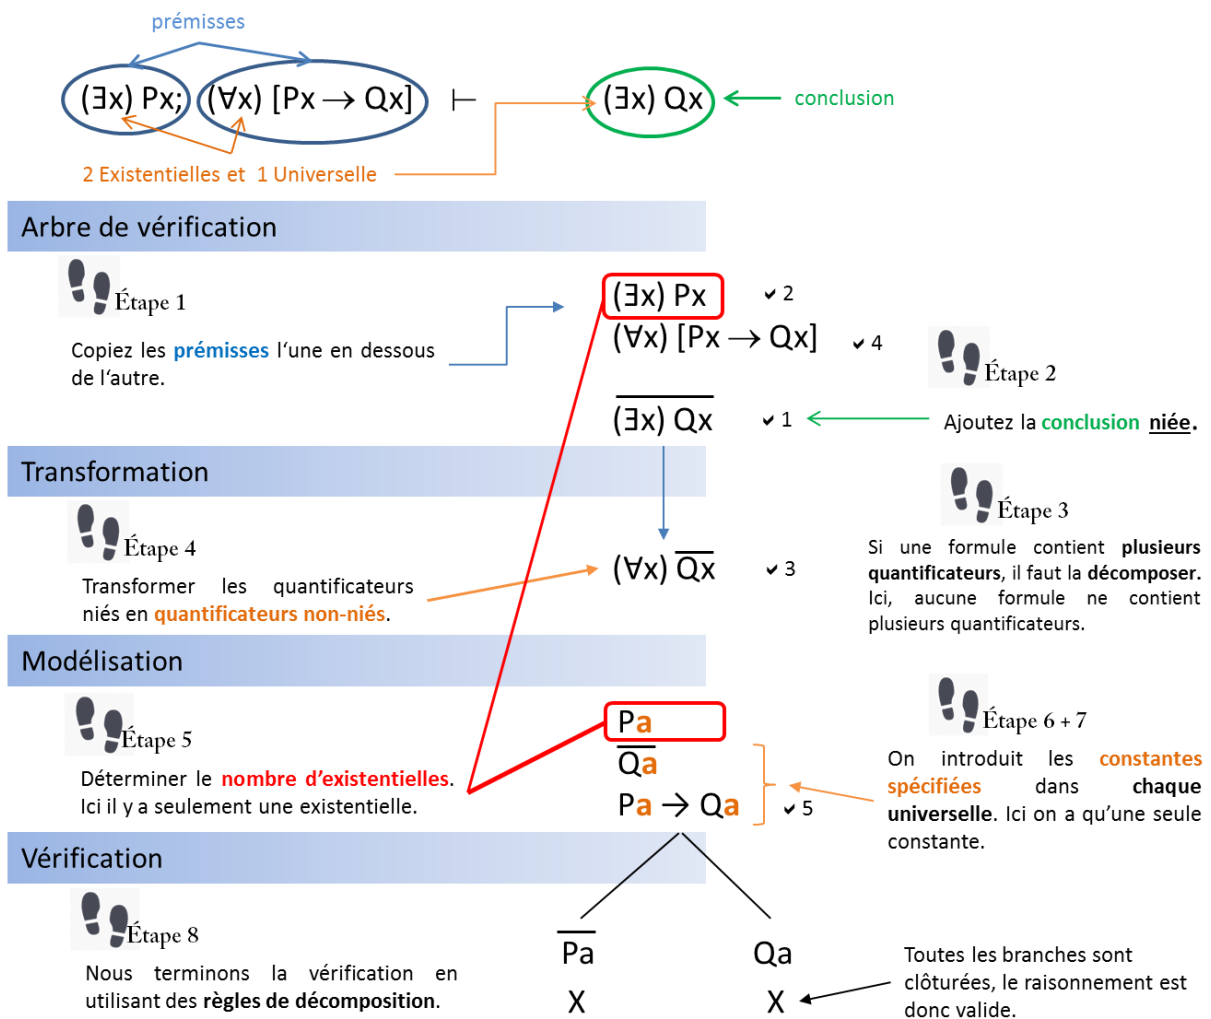 prémisses
(∃x) Px; (∀x) [Px → Qx] ⊢ (∃x) Qx
conclusion
2 Existentielles et 1 Universelle
Arbre de vérification
Étape 1
Copiez les prémisses l‘une en dessous
de l‘autre.
(∃x) Px ✔ 2
(∀x) [Px → Qx] ✔ 4
Étape 2
Ajoutez la conclusion niée.
(∃x) Qx ✔ 1
Transformation
Étape 3
Si une formule contient plusieurs
quantificateurs, il faut la décomposer.
Ici, aucune formule ne contient
plusieurs quantificateurs.
Étape 4
Transformer les quantificateurs
niés en quantificateurs non-niés.
(∀x) Q̅x̅ ✔ 3
Modélisation
Étape 5
Déterminer le nombre d’existentielles.
Ici il y a seulement une existentielle.
Pa
Q̅a̅
Pa → Qa ✔ 5
Étape 6 + 7
On introduit les constantes
spécifiées dans chaque
universelle. Ici on a qu’une seule
constante.
Vérification
Étape 8
Nous terminons la vérification en
utilisant des règles de décomposition.
P̅a̅ Qa
X X
Toutes les branches sont
clôturées, le raisonnement est
donc valide.